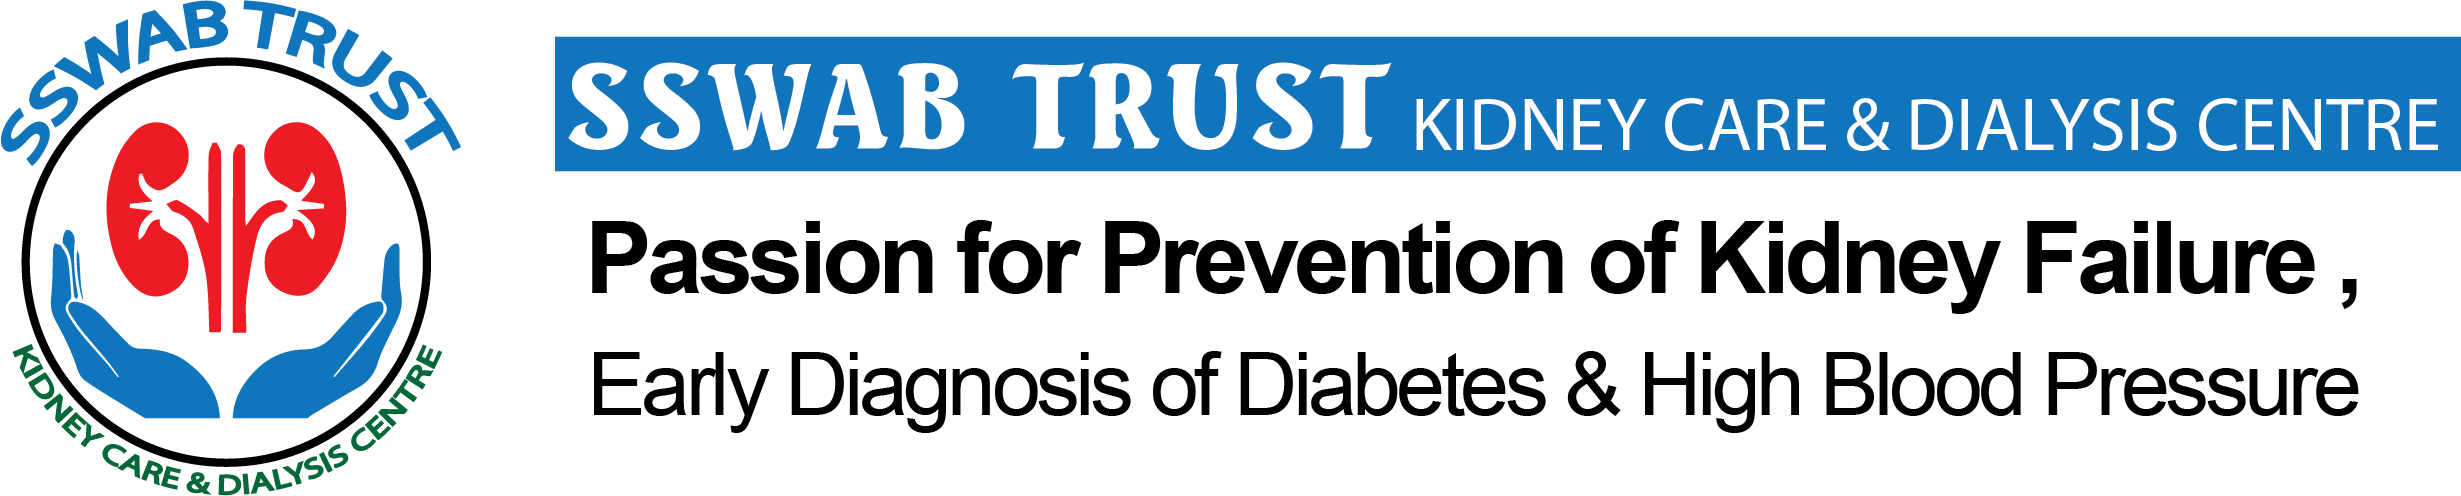 SSWAB TRUST
KIDNEY CARE & DIALYSIS CENTRE
SSWAB TRUST KIDNEY CARE & DIALYSIS CENTRE
Passion for Prevention of Kidney Failure ,
Early Diagnosis of Diabetes & High Blood Pressure